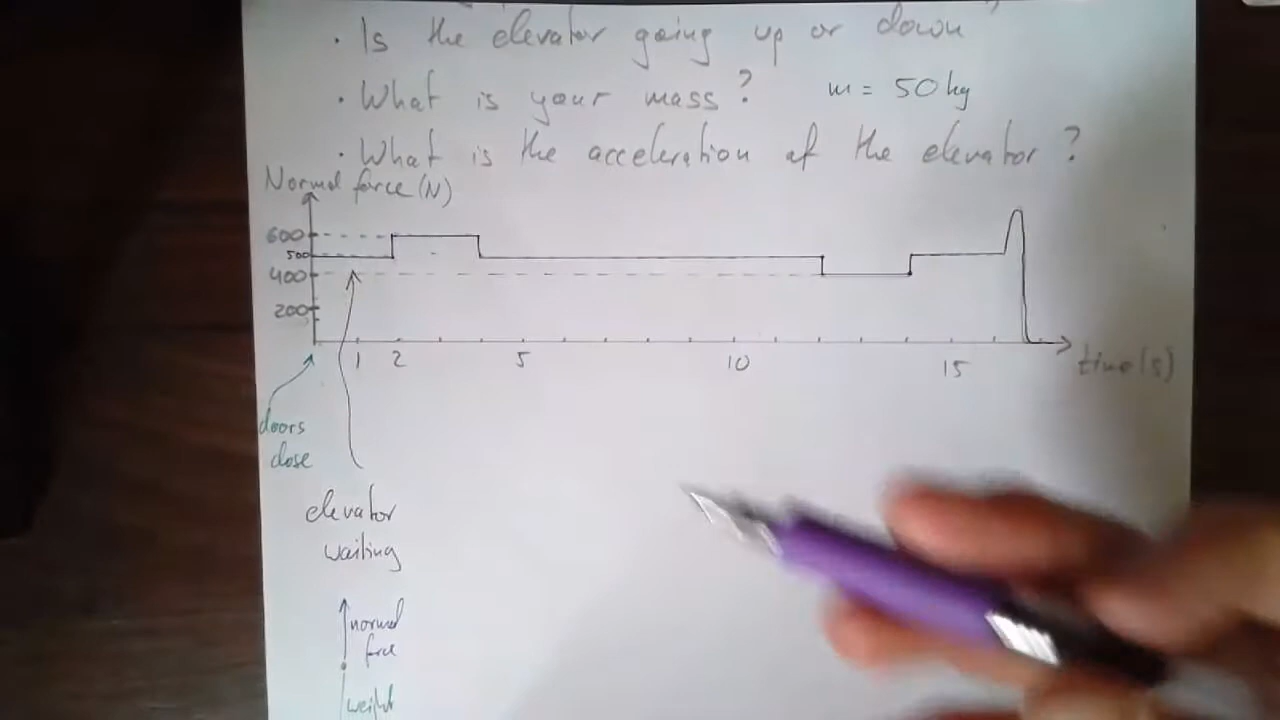 · Is the elevator going up or down
· What is your mass? m = 50 kg
· What is the acceleration of the elevator?
Normal force (N)
600
500
400
200
1 2 5 10 15 time (s)
doors
close
elevator
waiting
normal
force
weight